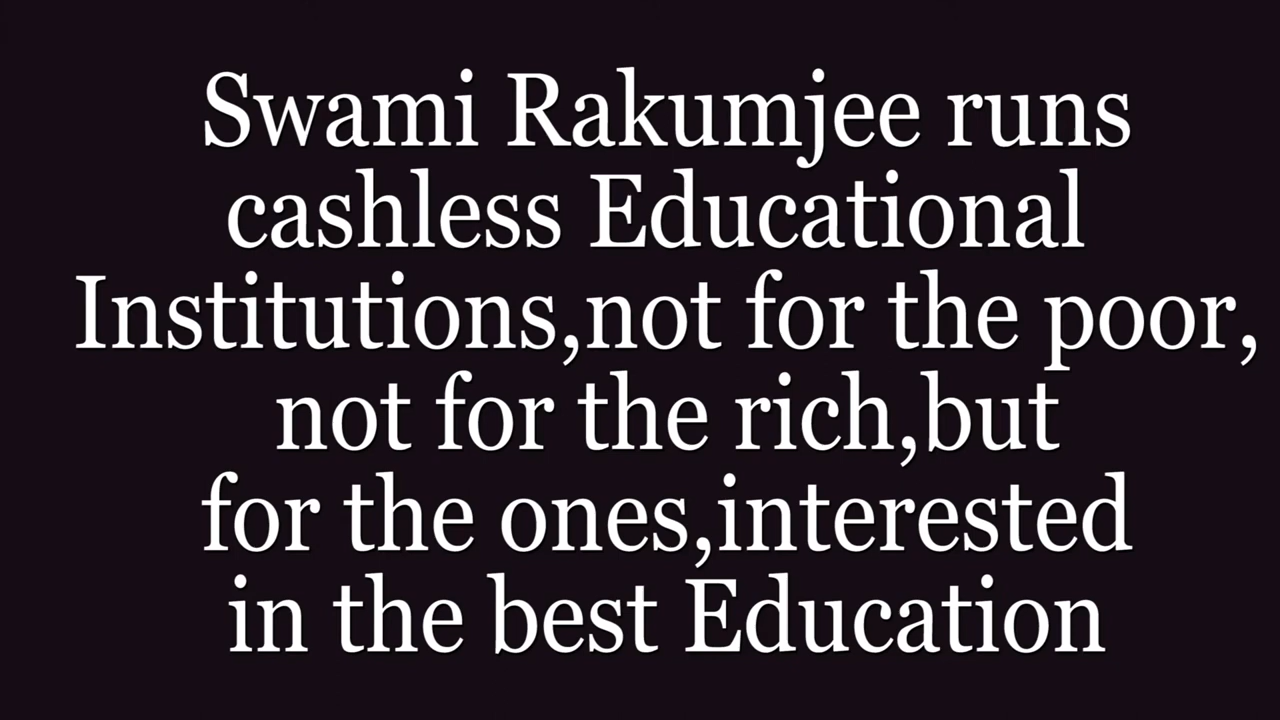 Swami Rakumjee runs
cashless Educational
Institutions,not for the poor,
not for the rich,but
for the ones,interested
in the best Education